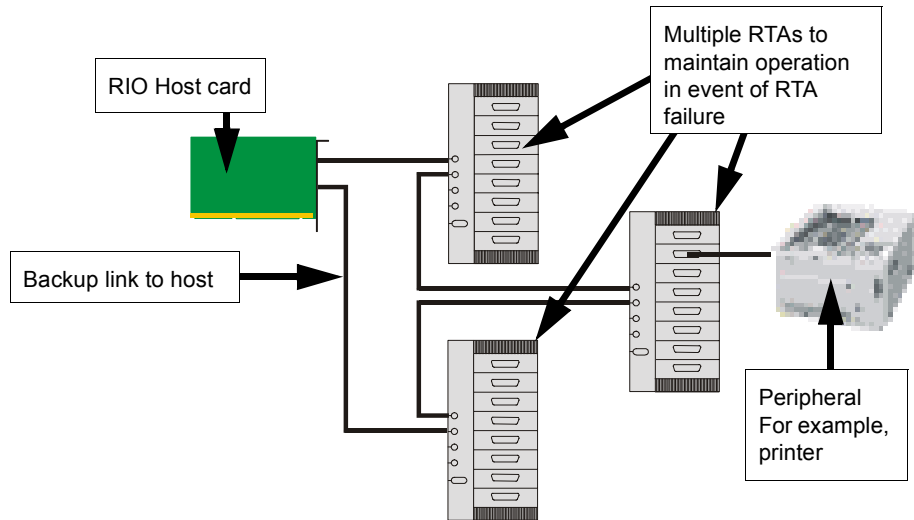 RIO Host card
Multiple RTAs to
maintain operation
in event of RTA
failure
Backup link to host
Peripheral
For example,
printer